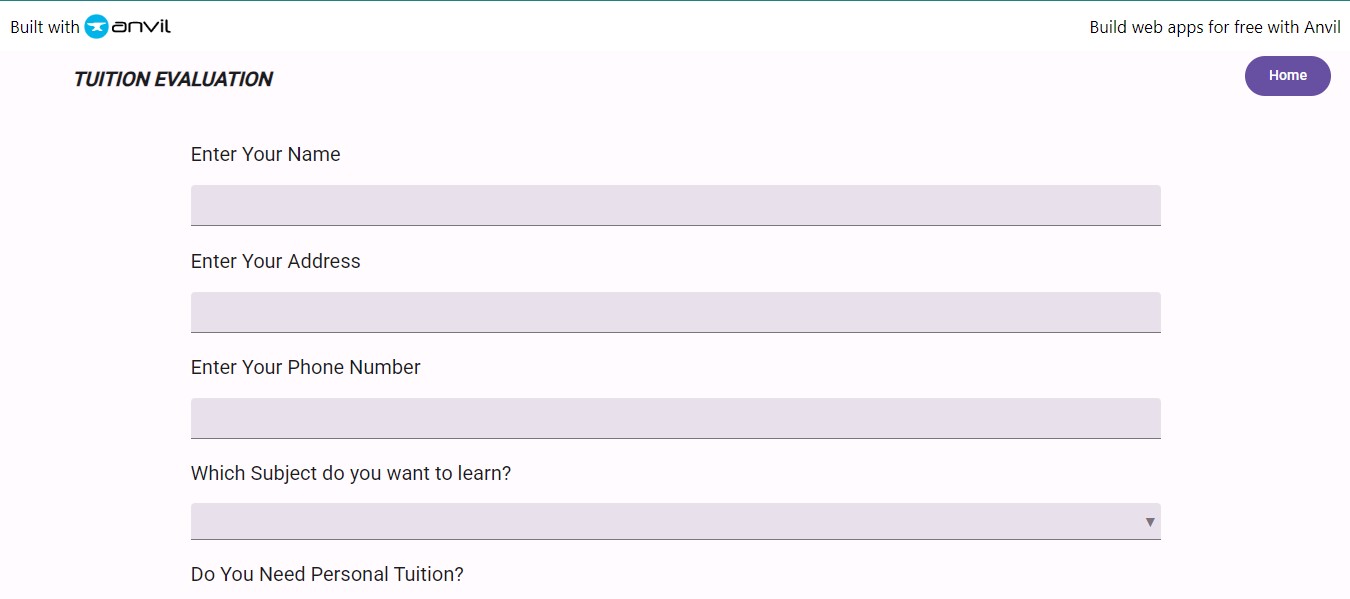 Built with anvil
Build web apps for free with Anvil
TUITION EVALUATION
Home
Enter Your Name
Enter Your Address
Enter Your Phone Number
Which Subject do you want to learn?
Do You Need Personal Tuition?